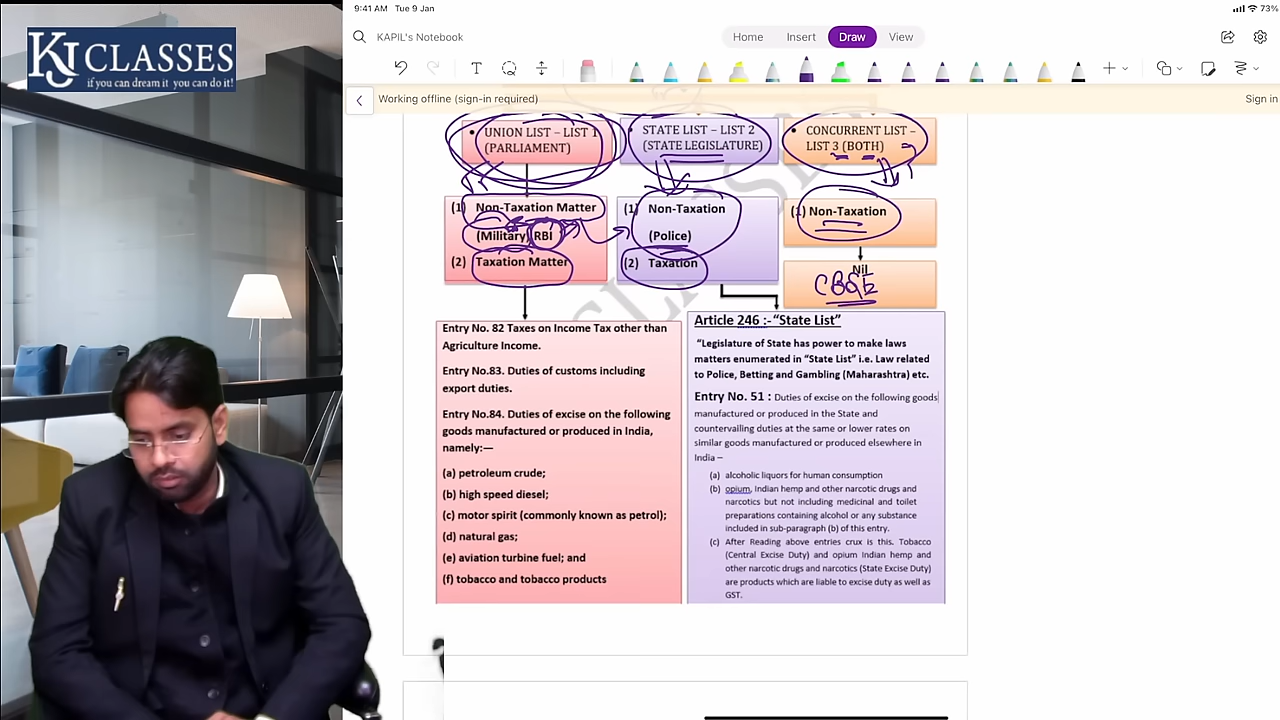 KJ CLASSES
if you can dream it you can do it!
9:41 AM Tue 9 Jan
73%
KAPIL's Notebook
Home Insert Draw View
Working offline (sign-in required)
Sign in
• UNION LIST – LIST 1
(PARLIAMENT)
• STATE LIST – LIST 2
(STATE LEGISLATURE)
• CONCURRENT LIST –
LIST 3 (BOTH)
(1) Non-Taxation Matter
(Military) RBI
(2) Taxation Matter
(1) Non-Taxation
(Police)
(2) Taxation
(1) Non-Taxation
Nil
Entry No. 82 Taxes on Income Tax other than
Agriculture Income.
Entry No.83. Duties of customs including
export duties.
Entry No.84. Duties of excise on the following
goods manufactured or produced in India,
namely:—
(a) petroleum crude;
(b) high speed diesel;
(c) motor spirit (commonly known as petrol);
(d) natural gas;
(e) aviation turbine fuel; and
(f) tobacco and tobacco products
Article 246 :-“State List”
“Legislature of State has power to make laws
matters enumerated in “State List” i.e. Law related
to Police, Betting and Gambling (Maharashtra) etc.
Entry No. 51 : Duties of excise on the following goods
manufactured or produced in the State and
countervailing duties at the same or lower rates on
similar goods manufactured or produced elsewhere in
India –
(a) alcoholic liquors for human consumption
(b) opium, Indian hemp and other narcotic drugs and
narcotics but not including medicinal and toilet
preparations containing alcohol or any substance
included in sub-paragraph (b) of this entry.
(c) After Reading above entries crux is this. Tobacco
(Central Excise Duty) and opium Indian hemp and
other narcotic drugs and narcotics (State Excise Duty)
are products which are liable to excise duty as well as
GST.